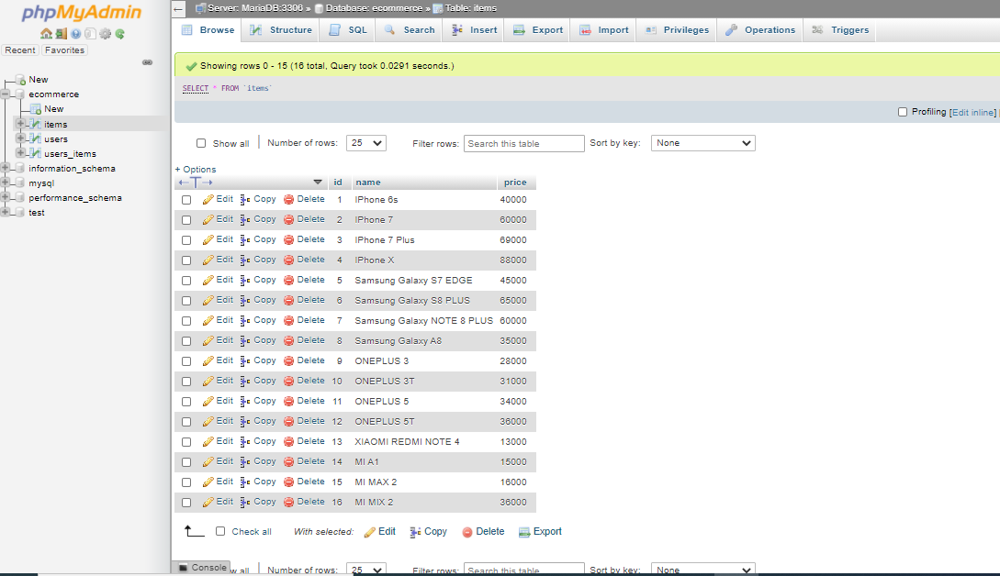 phpMyAdmin
Recent Favorites
New
ecommerce
New
items
users
users_items
information_schema
mysql
performance_schema
test
← Server: MariaDB:3306 » Database: ecommerce » Table: items
Browse Structure SQL Search Insert Export Import Privileges Operations Triggers
Showing rows 0 - 15 (16 total, Query took 0.0291 seconds.)
SELECT * FROM `items`
Profiling [Edit inline]
Show all Number of rows: 25 Filter rows: Search this table Sort by key: None
+ Options
←T→ id name price
Edit Copy Delete 1 IPhone 6s 40000
Edit Copy Delete 2 IPhone 7 60000
Edit Copy Delete 3 IPhone 7 Plus 69000
Edit Copy Delete 4 IPhone X 88000
Edit Copy Delete 5 Samsung Galaxy S7 EDGE 45000
Edit Copy Delete 6 Samsung Galaxy S8 PLUS 65000
Edit Copy Delete 7 Samsung Galaxy NOTE 8 PLUS 60000
Edit Copy Delete 8 Samsung Galaxy A8 35000
Edit Copy Delete 9 ONEPLUS 3 28000
Edit Copy Delete 10 ONEPLUS 3T 31000
Edit Copy Delete 11 ONEPLUS 5 34000
Edit Copy Delete 12 ONEPLUS 5T 36000
Edit Copy Delete 13 XIAOMI REDMI NOTE 4 13000
Edit Copy Delete 14 MI A1 15000
Edit Copy Delete 15 MI MAX 2 16000
Edit Copy Delete 16 MI MIX 2 36000
Check all With selected: Edit Copy Delete Export
Console w all Number of rows: 25 Filter rows: Search this table Sort by key: None